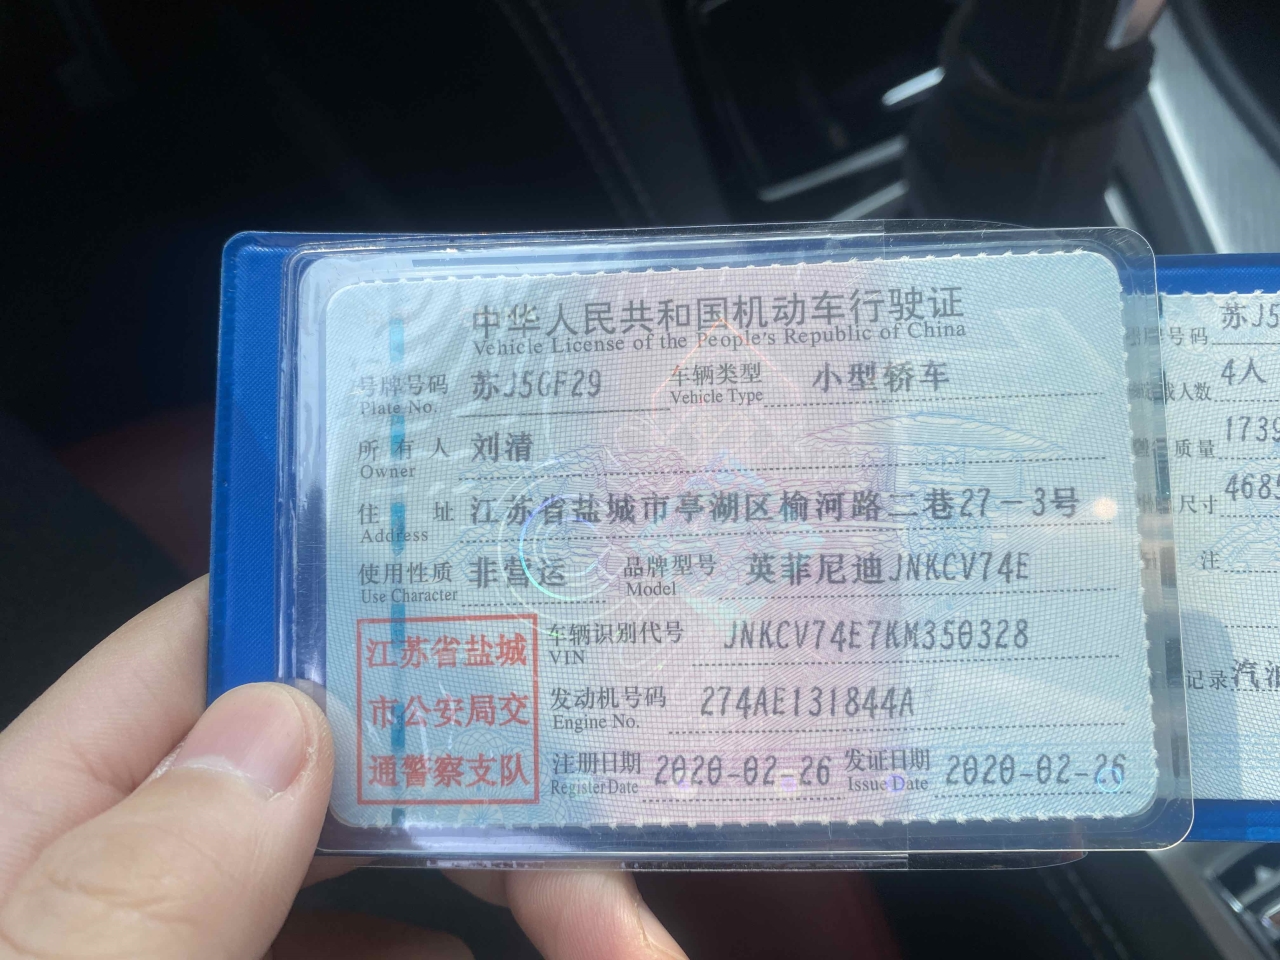 中华人民共和国机动车行驶证
Vehicle License of the People's Republic of China
号牌号码 苏J5GF29 车辆类型 小型轿车
Plate No. Vehicle Type
所有人 刘清
Owner
住址 江苏省盐城市亭湖区榆河路二巷27-3号
Address
使用性质 非营运 品牌型号 英菲尼迪JNKCV74E
Use Character Model
车辆识别代号 JNKCV74E7KM350328
VIN
发动机号码 274AE131844A
Engine No.
注册日期 2020-02-26 发证日期 2020-02-26
Register Date Issue Date
江苏省盐城
市公安局交
通警察支队
号码 苏J5
人数 4人
质量 1739
尺寸 468
注
记录 汽油